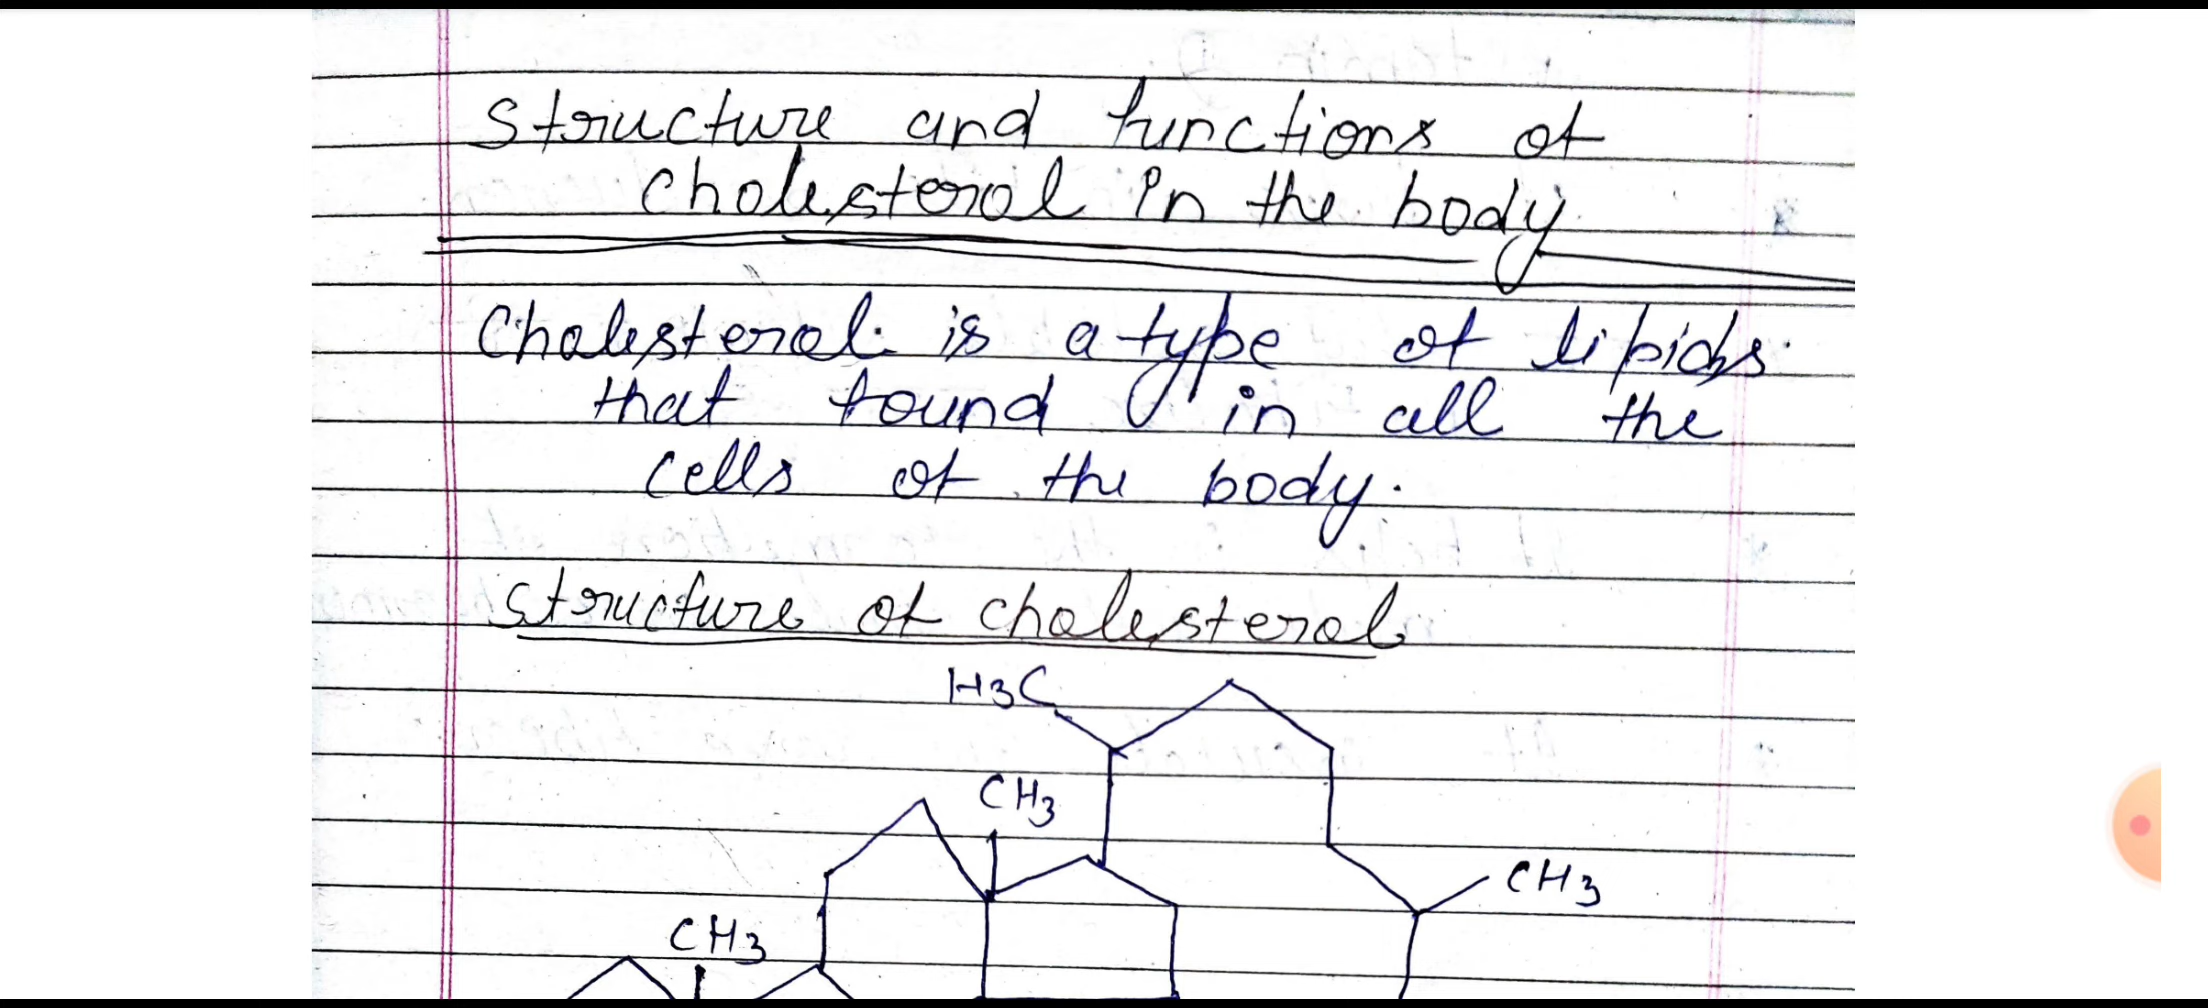 Structure and functions of
cholesterol in the body
Cholesterol is a type of lipids.
that found in all the
cells of the body.
structure of cholesterol
H3C
CH3
CH3
CH3